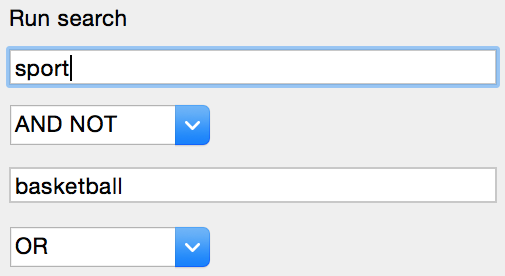 Run search
sport
AND NOT
basketball
OR